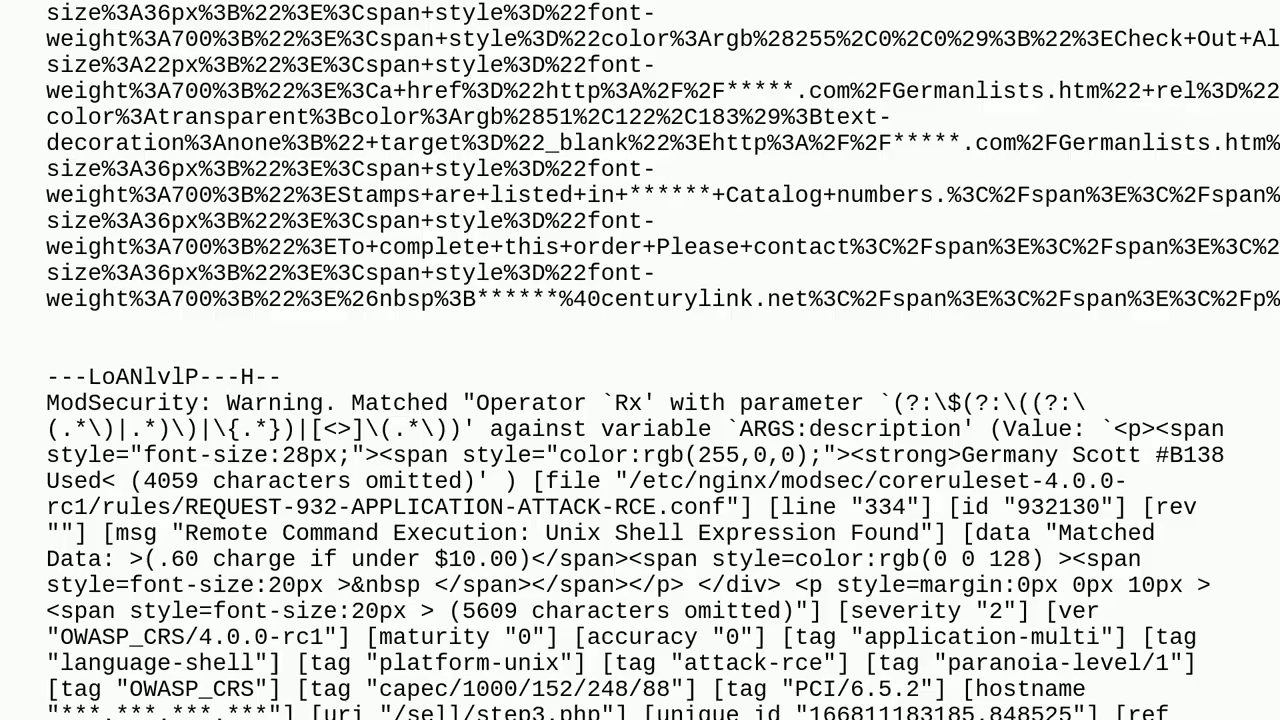 size%3A36px%3B%22%3E%3Cspan+style%3D%22font-
weight%3A700%3B%22%3E%3Cspan+style%3D%22color%3Argb%28255%2C0%2C0%29%3B%22%3ECheck+Out+Al
size%3A22px%3B%22%3E%3Cspan+style%3D%22font-
weight%3A700%3B%22%3E%3Ca+href%3D%22http%3A%2F%2F*****.com%2FGermanlists.htm%22+rel%3D%22
color%3Atransparent%3Bcolor%3Argb%2851%2C122%2C183%29%3Btext-
decoration%3Anone%3B%22+target%3D%22_blank%22%3Ehttp%3A%2F%2F*****.com%2FGermanlists.htm%
size%3A36px%3B%22%3E%3Cspan+style%3D%22font-
weight%3A700%3B%22%3EStamps+are+listed+in+******+Catalog+numbers.%3C%2Fspan%3E%3C%2Fspan%
size%3A36px%3B%22%3E%3Cspan+style%3D%22font-
weight%3A700%3B%22%3ETo+complete+this+order+Please+contact%3C%2Fspan%3E%3C%2Fspan%3E%3C%2
size%3A36px%3B%22%3E%3Cspan+style%3D%22font-
weight%3A700%3B%22%3E%26nbsp%3B******%40centurylink.net%3C%2Fspan%3E%3C%2Fspan%3E%3C%2Fp%
---LoANlvlP---H--
ModSecurity: Warning. Matched "Operator `Rx' with parameter `(?:\$(?:\((?:\
(.*\)|.*)\)|\{.*})|[<>]\(.*\))' against variable `ARGS:description' (Value: `<p><span
style="font-size:28px;"><span style="color:rgb(255,0,0);"><strong>Germany Scott #B138
Used< (4059 characters omitted)' ) [file "/etc/nginx/modsec/coreruleset-4.0.0-
rc1/rules/REQUEST-932-APPLICATION-ATTACK-RCE.conf"] [line "334"] [id "932130"] [rev
""] [msg "Remote Command Execution: Unix Shell Expression Found"] [data "Matched
Data: >(.60 charge if under $10.00)</span><span style=color:rgb(0 0 128) ><span
style=font-size:20px >&nbsp </span></span></p> </div> <p style=margin:0px 0px 10px >
<span style=font-size:20px > (5609 characters omitted)"] [severity "2"] [ver
"OWASP_CRS/4.0.0-rc1"] [maturity "0"] [accuracy "0"] [tag "application-multi"] [tag
"language-shell"] [tag "platform-unix"] [tag "attack-rce"] [tag "paranoia-level/1"]
[tag "OWASP_CRS"] [tag "capec/1000/152/248/88"] [tag "PCI/6.5.2"] [hostname
"***.***.***.***"] [uri "/sell/step3.php"] [unique_id "166811183185.848525"] [ref